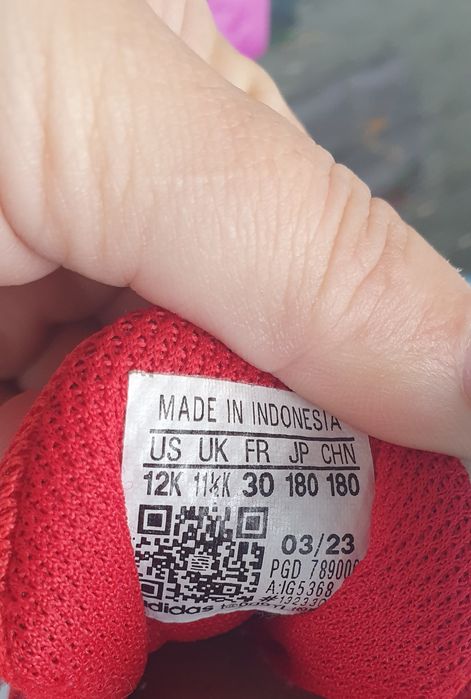 MADE IN INDONESIA
US UK FR JP CHN
12K 11½K 30 180 180
03/23
PGD 789006
A.IG5368
adidas